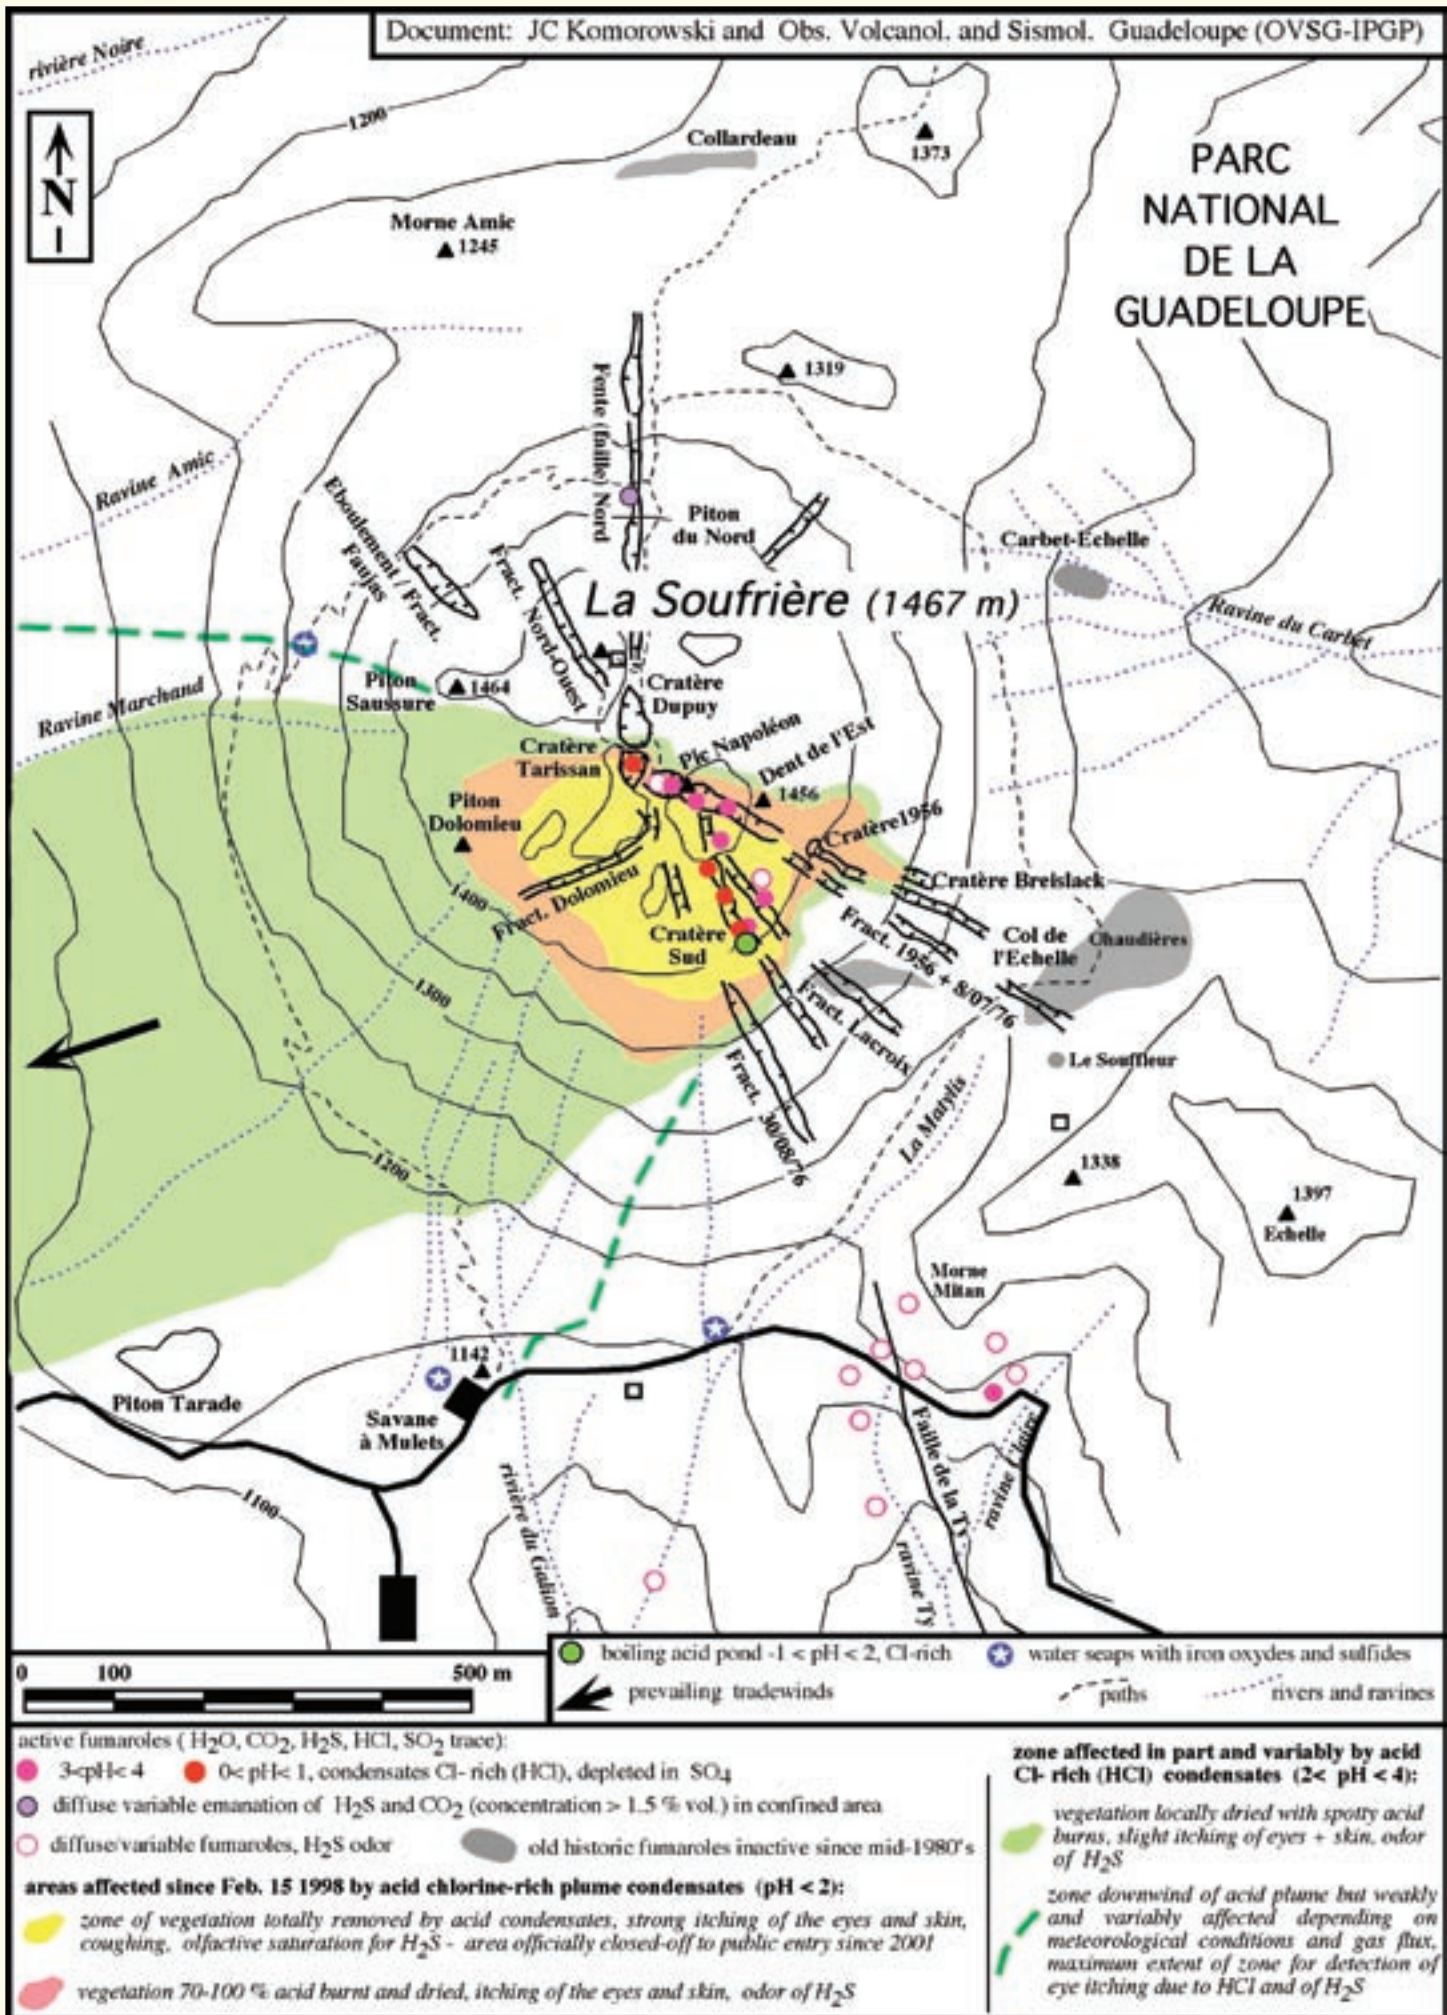 Document: JC Komorowski and Obs. Volcanol. and Sismol. Guadeloupe (OVSG-IPGP)
rivière Noire
1200
N
Collardeau
1373
PARC
NATIONAL
DE LA
GUADELOUPE
Morne Amic
1245
1319
Fente (faille) Nord
Ravine Amic
Eboulement / Fract.
Faujas
Fract. Nord-Ouest
Piton
du Nord
Carbet-Echelle
La Soufrière (1467 m)
Ravine du Carbet
Ravine Marchand
Piton
Saussure
1464
Cratère
Dupuy
Cratère
Tarissan
Pic Napoléon
Dent de l'Est
1456
Piton
Dolomieu
Cratère1956
1400
Fract. Dolomieu
Cratère Breislack
Cratère
Sud
Fract. 1956 + 8/07/76
Col de
l'Echelle
Chaudières
1300
Fract. Lacroix
Le Souffleur
Fract. 30/08/76
La Matylis
1200
1338
1397
Echelle
Morne
Mitan
1142
Piton Tarade
Savane
à Mulets
1100
rivière du Galion
Faille de la Ty
ravine Claire
ravine Ty
0 100 500 m
boiling acid pond -1 < pH < 2, Cl-rich
water seaps with iron oxydes and sulfides
prevailing tradewinds
paths
rivers and ravines
active fumaroles ( H2O, CO2, H2S, HCl, SO2 trace):
3<pH< 4
0< pH< 1, condensates Cl- rich (HCl), depleted in SO4
diffuse variable emanation of H2S and CO2 (concentration > 1.5 % vol.) in confined area
diffuse/variable fumaroles, H2S odor
old historic fumaroles inactive since mid-1980's
areas affected since Feb. 15 1998 by acid chlorine-rich plume condensates (pH < 2):
zone of vegetation totally removed by acid condensates, strong itching of the eyes and skin,
coughing, olfactive saturation for H2S - area officially closed-off to public entry since 2001
vegetation 70-100 % acid burnt and dried, itching of the eyes and skin, odor of H2S
zone affected in part and variably by acid
Cl- rich (HCl) condensates (2< pH < 4):
vegetation locally dried with spotty acid
burns, slight itching of eyes + skin, odor
of H2S
zone downwind of acid plume but weakly
and variably affected depending on
meteorological conditions and gas flux,
maximum extent of zone for detection of
eye itching due to HCl and of H2S